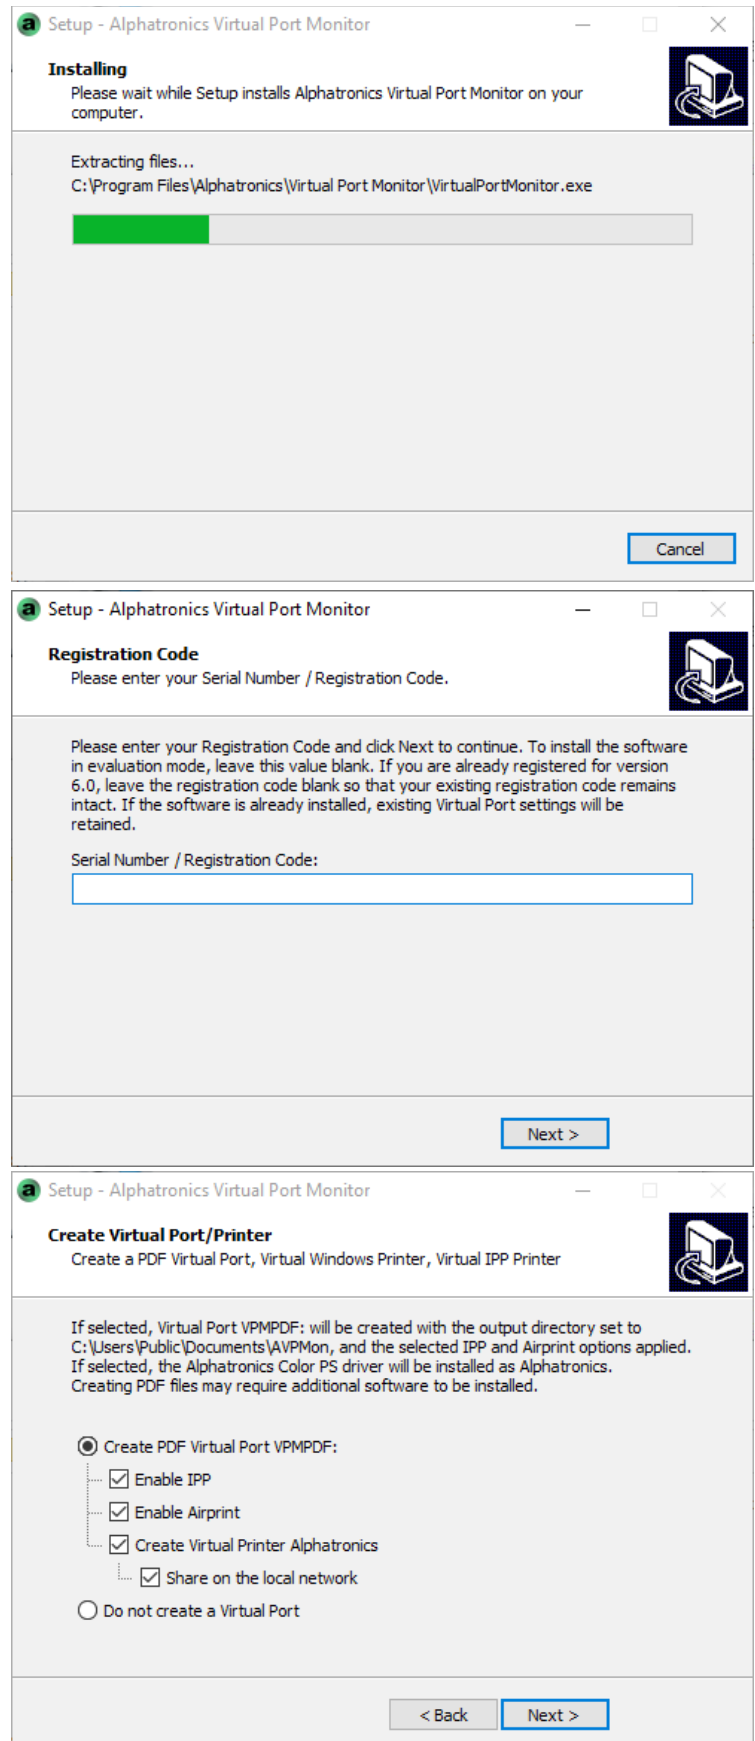 Setup - Alphatronics Virtual Port Monitor
Installing
Please wait while Setup installs Alphatronics Virtual Port Monitor on your
computer.
Extracting files...
C:\Program Files\Alphatronics\Virtual Port Monitor\VirtualPortMonitor.exe
Cancel
Setup - Alphatronics Virtual Port Monitor
Registration Code
Please enter your Serial Number / Registration Code.
Please enter your Registration Code and click Next to continue. To install the software
in evaluation mode, leave this value blank. If you are already registered for version
6.0, leave the registration code blank so that your existing registration code remains
intact. If the software is already installed, existing Virtual Port settings will be
retained.
Serial Number / Registration Code:
Next >
Setup - Alphatronics Virtual Port Monitor
Create Virtual Port/Printer
Create a PDF Virtual Port, Virtual Windows Printer, Virtual IPP Printer
If selected, Virtual Port VPMPDF: will be created with the output directory set to
C:\Users\Public\Documents\AVPMon, and the selected IPP and Airprint options applied.
If selected, the Alphatronics Color PS driver will be installed as Alphatronics.
Creating PDF files may require additional software to be installed.
Create PDF Virtual Port VPMPDF:
Enable IPP
Enable Airprint
Create Virtual Printer Alphatronics
Share on the local network
Do not create a Virtual Port
< Back Next >